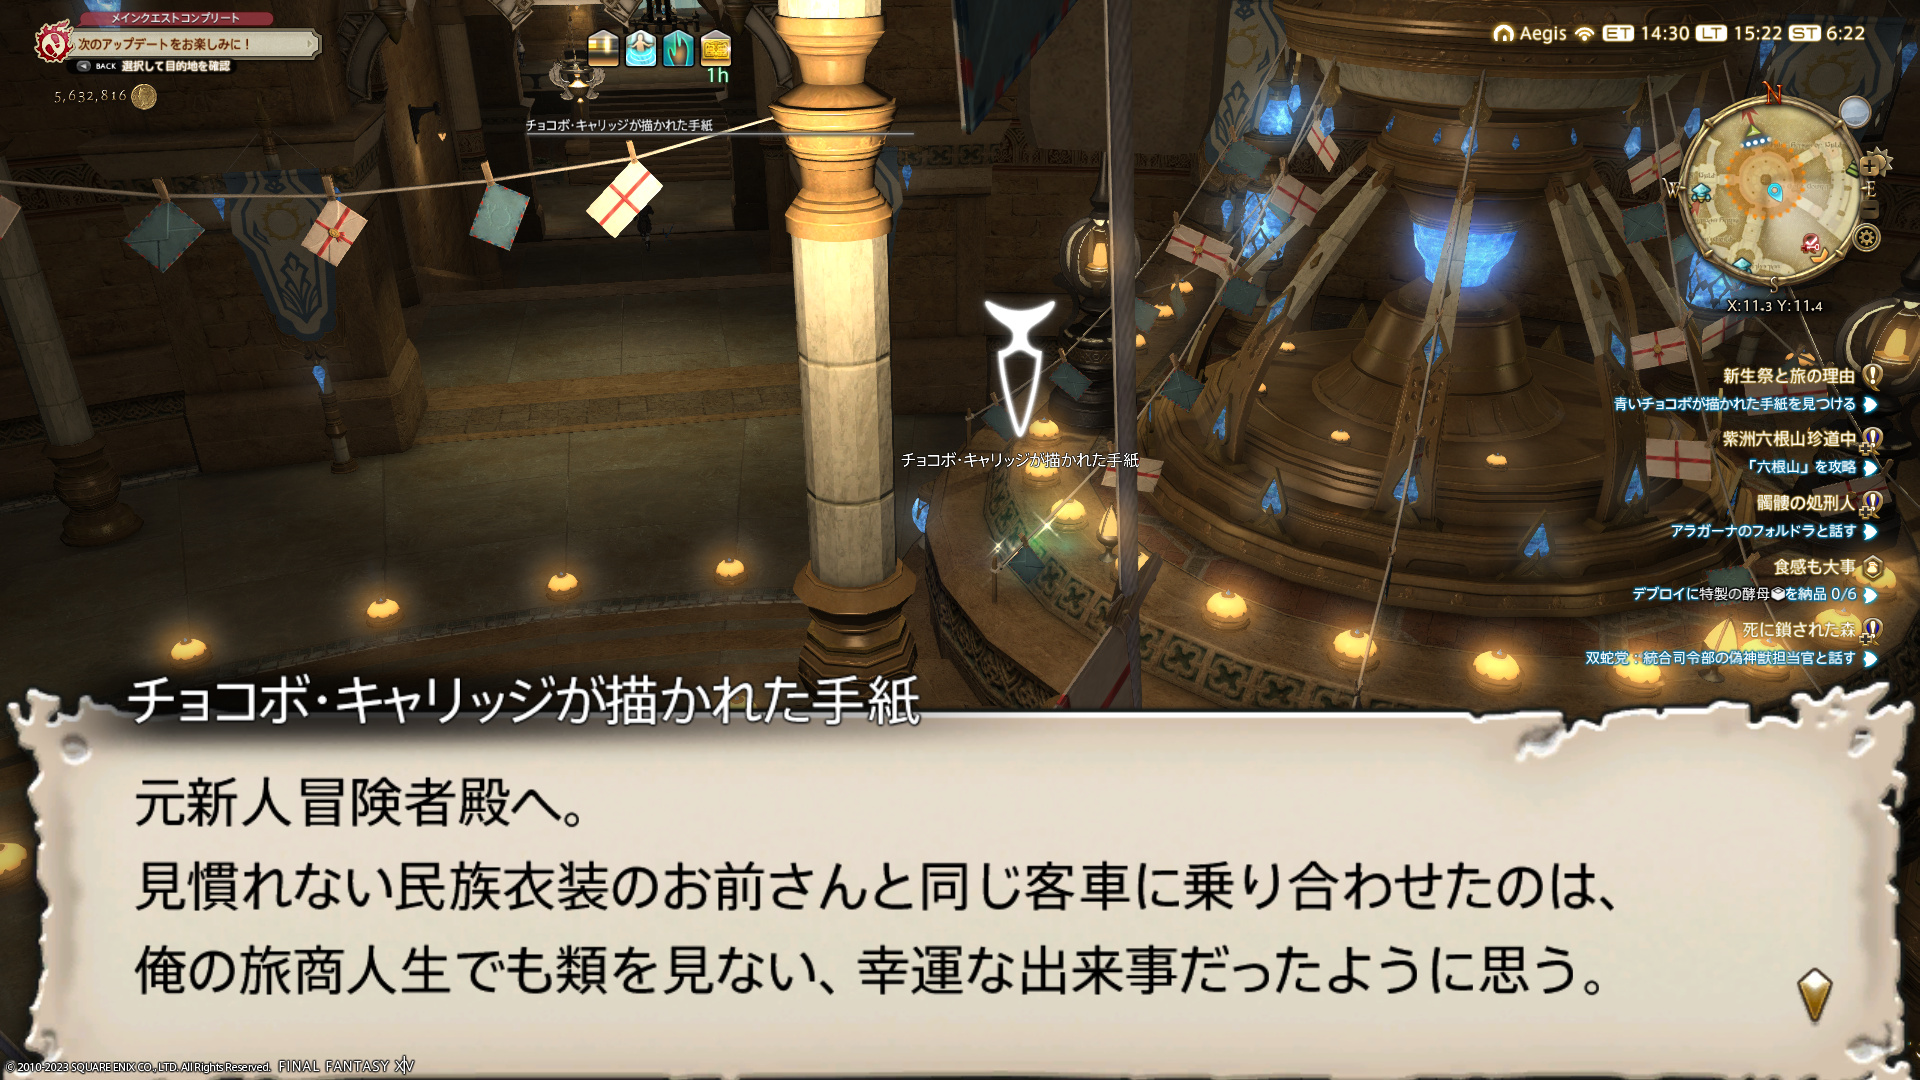 メインクエストコンプリート
次のアップデートをお楽しみに！
BACK 選択して目的地を確認
5,632,816
1h
チョコボ・キャリッジが描かれた手紙
Aegis ET 14:30 LT 15:22 ST 6:22
N
W
E
S
X:11.3 Y:11.4
新生祭と旅の理由
青いチョコボが描かれた手紙を見つける
紫洲六根山珍道中
「六根山」を攻略
髑髏の処刑人
アラガーナのフォルドラと話す
食感も大事
デブロイに特製の酵母を納品 0/6
死に鎖された森
双蛇党：統合司令部の偽神獣担当官と話す
チョコボ・キャリッジが描かれた手紙
チョコボ・キャリッジが描かれた手紙
元新人冒険者殿へ。
見慣れない民族衣装のお前さんと同じ客車に乗り合わせたのは、
俺の旅商人生でも類を見ない、幸運な出来事だったように思う。
© 2010-2023 SQUARE ENIX CO., LTD. All Rights Reserved. FINAL FANTASY XIV